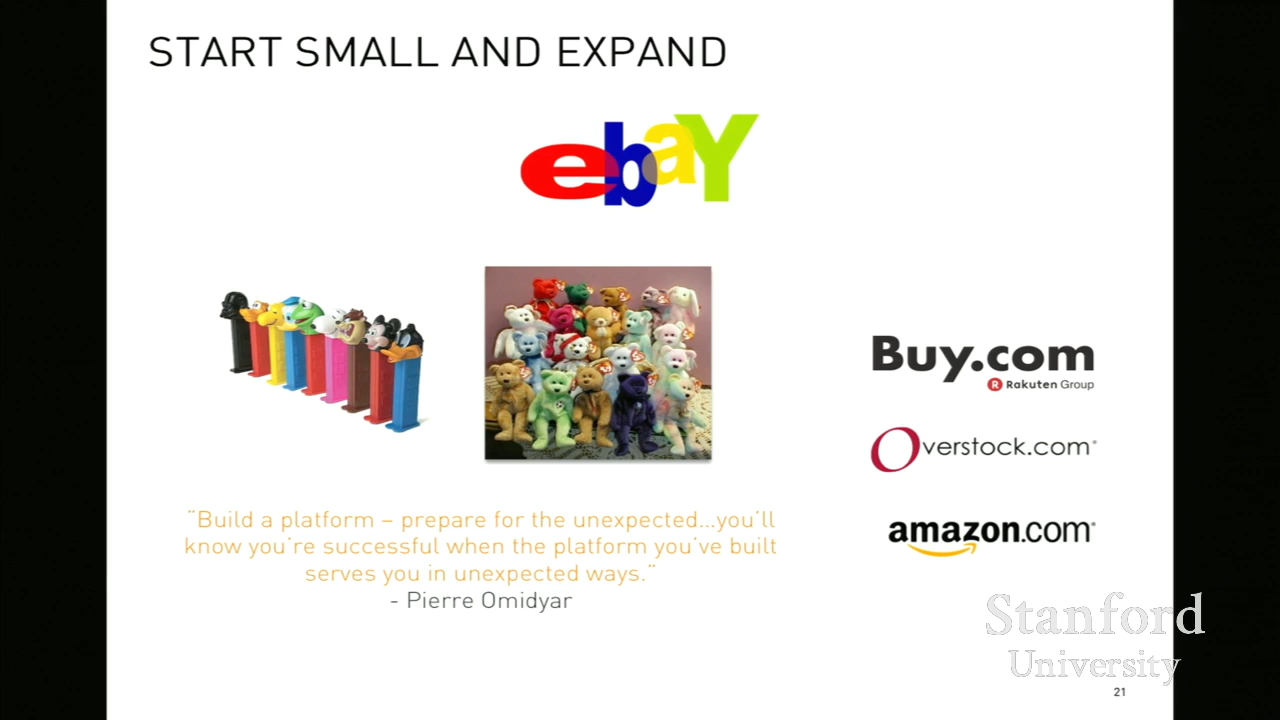 START SMALL AND EXPAND
ebaY
Buy.com
R Rakuten Group
Overstock.com®
amazon.com®
"Build a platform – prepare for the unexpected...you'll
know you're successful when the platform you've built
serves you in unexpected ways."
- Pierre Omidyar
Stanford
University
21